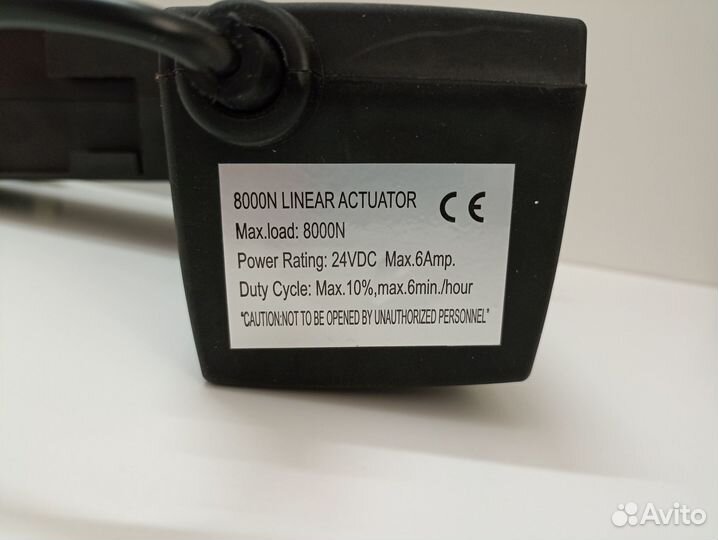 8000N LINEAR ACTUATOR CE
Max.load: 8000N
Power Rating: 24VDC Max.6Amp.
Duty Cycle: Max.10%,max.6min./hour
"CAUTION:NOT TO BE OPENED BY UNAUTHORIZED PERSONNEL"
Avito